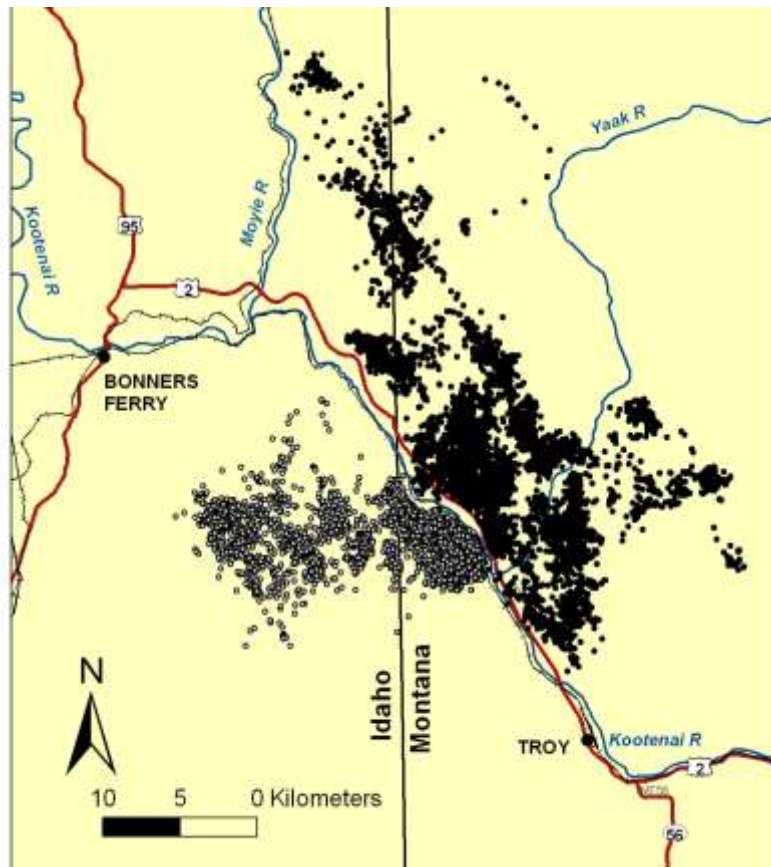 Yaak R
Moyie R
Kootenai R
95
2
BONNERS
FERRY
Idaho
Montana
N
TROY
Kootenai R
2
10 5 0 Kilometers
56